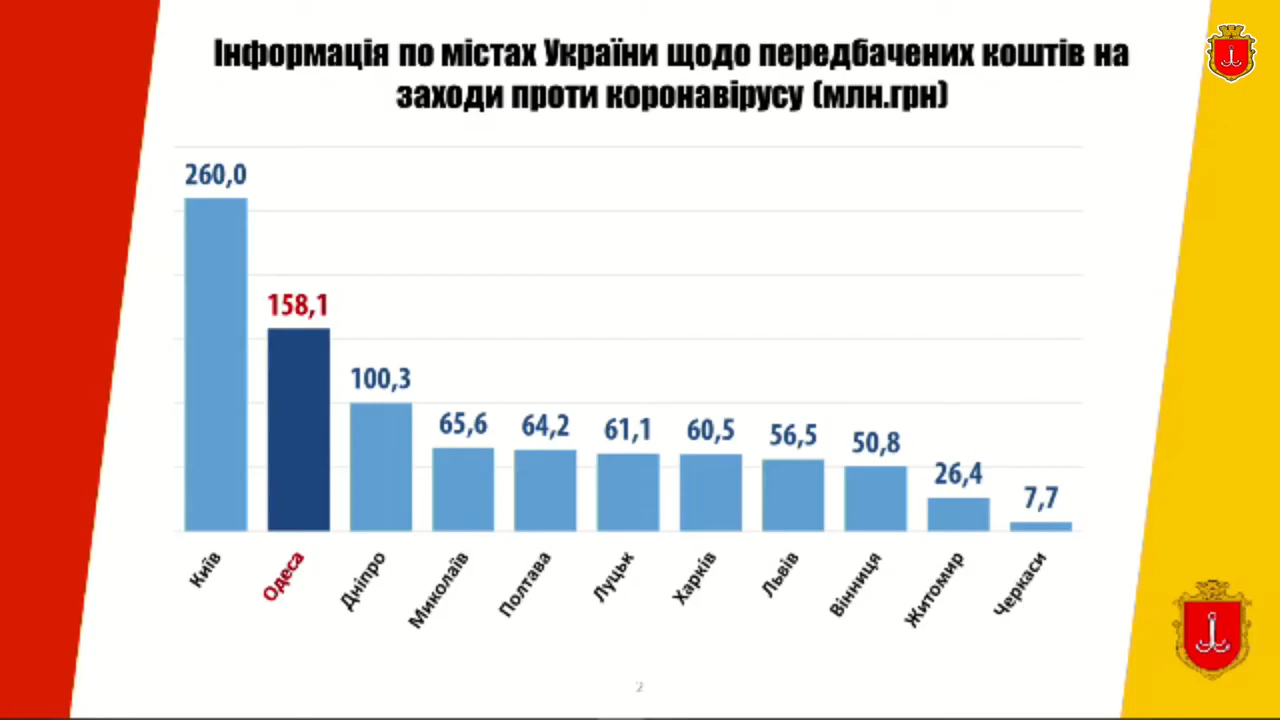 Інформація по містах України щодо передбачених коштів на
заходи проти коронавірусу (млн.грн)
260,0
158,1
100,3
65,6
64,2
61,1
60,5
56,5
50,8
26,4
7,7
Київ
Одеса
Дніпро
Миколаїв
Полтава
Луцьк
Харків
Львів
Вінниця
Житомир
Черкаси
2